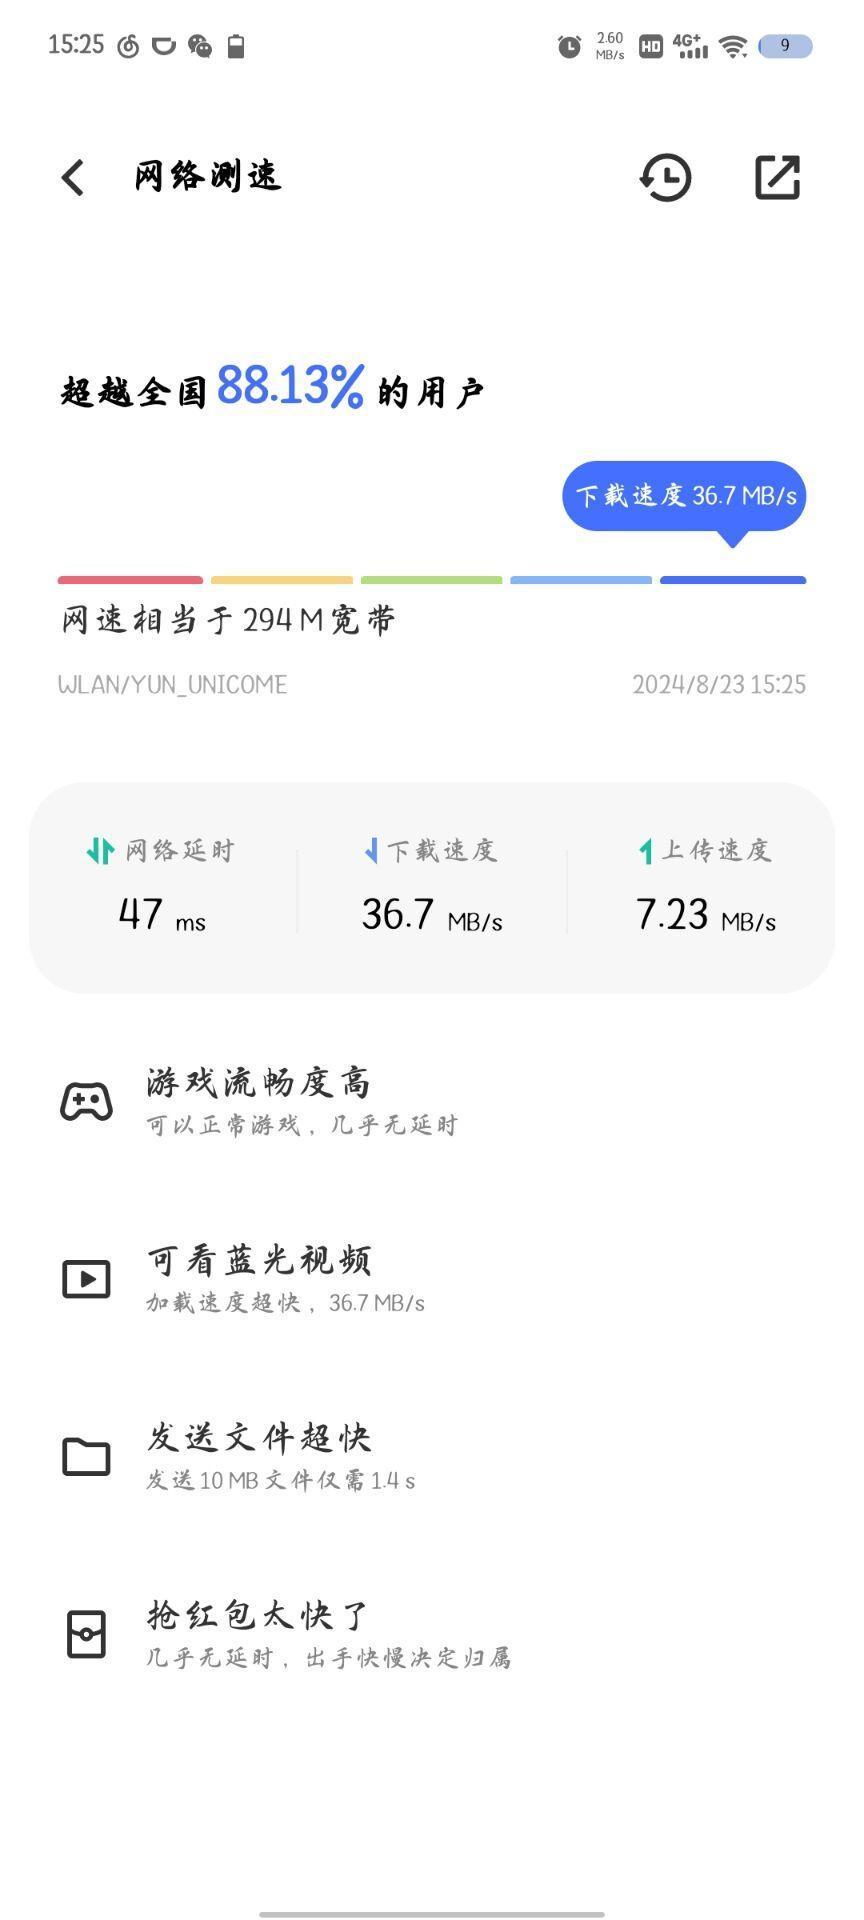 15:25
2.60 MB/s HD 4G+ 9
网络测速
超越全国88.13%的用户
下载速度 36.7 MB/s
网速相当于 294 M 宽带
WLAN/YUN_UNICOME 2024/8/23 15:25
网络延时 下载速度 上传速度
47 ms 36.7 MB/s 7.23 MB/s
游戏流畅度高
可以正常游戏，几乎无延时
可看蓝光视频
加载速度超快，36.7 MB/s
发送文件超快
发送 10 MB 文件仅需 1.4 s
抢红包太快了
几乎无延时，出手快慢决定归属